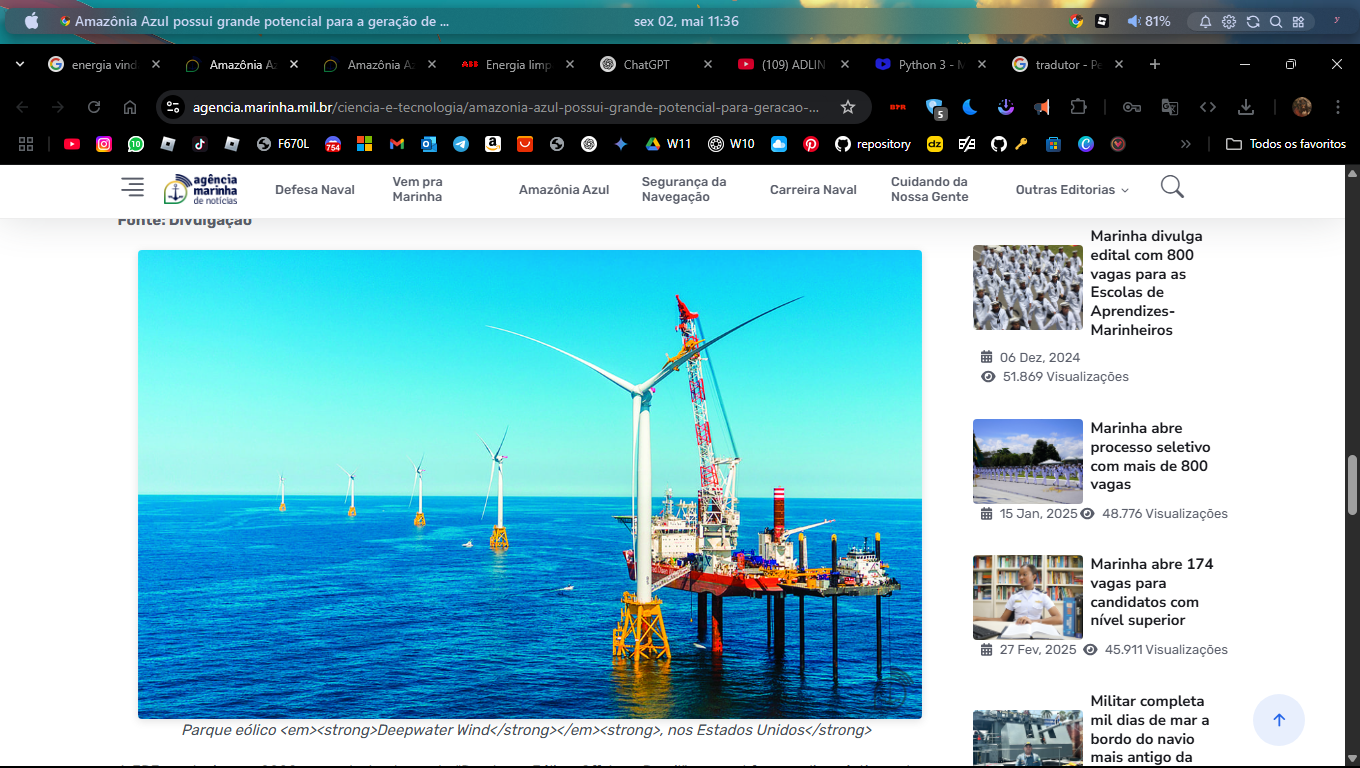 Amazônia Azul possui grande potencial para a geração de ...
sex 02, mai 11:36
81%
energia vind
Amazônia Az
Amazônia Az
Energia limp
ChatGPT
(109) ADLIN
Python 3 - M
tradutor - Pe
agencia.marinha.mil.br/ciencia-e-tecnologia/amazonia-azul-possui-grande-potencial-para-geracao-...
5
10
F670L
754
W11
W10
repository
dz
Todos os favoritos
agência
marinha
de notícias
Defesa Naval
Vem pra
Marinha
Amazônia Azul
Segurança da
Navegação
Carreira Naval
Cuidando da
Nossa Gente
Outras Editorias
Fonte: Divulgação
Parque eólico <em><strong>Deepwater Wind</strong></em><strong>, nos Estados Unidos</strong>
Marinha divulga
edital com 800
vagas para as
Escolas de
Aprendizes-
Marinheiros
06 Dez, 2024
51.869 Visualizações
Marinha abre
processo seletivo
com mais de 800
vagas
15 Jan, 2025 48.776 Visualizações
Marinha abre 174
vagas para
candidatos com
nível superior
27 Fev, 2025 45.911 Visualizações
Militar completa
mil dias de mar a
bordo do navio
mais antigo da